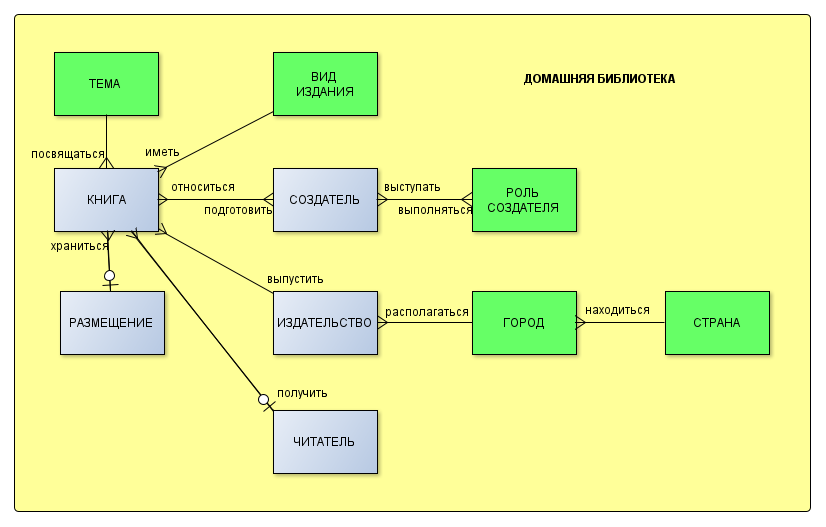 ТЕМА
ВИД
ИЗДАНИЯ
ДОМАШНЯЯ БИБЛИОТЕКА
посвящаться
иметь
КНИГА
относиться
подготовить
СОЗДАТЕЛЬ
выступать
выполняться
РОЛЬ
СОЗДАТЕЛЯ
храниться
выпустить
РАЗМЕЩЕНИЕ
ИЗДАТЕЛЬСТВО
располагаться
ГОРОД
находиться
СТРАНА
получить
ЧИТАТЕЛЬ